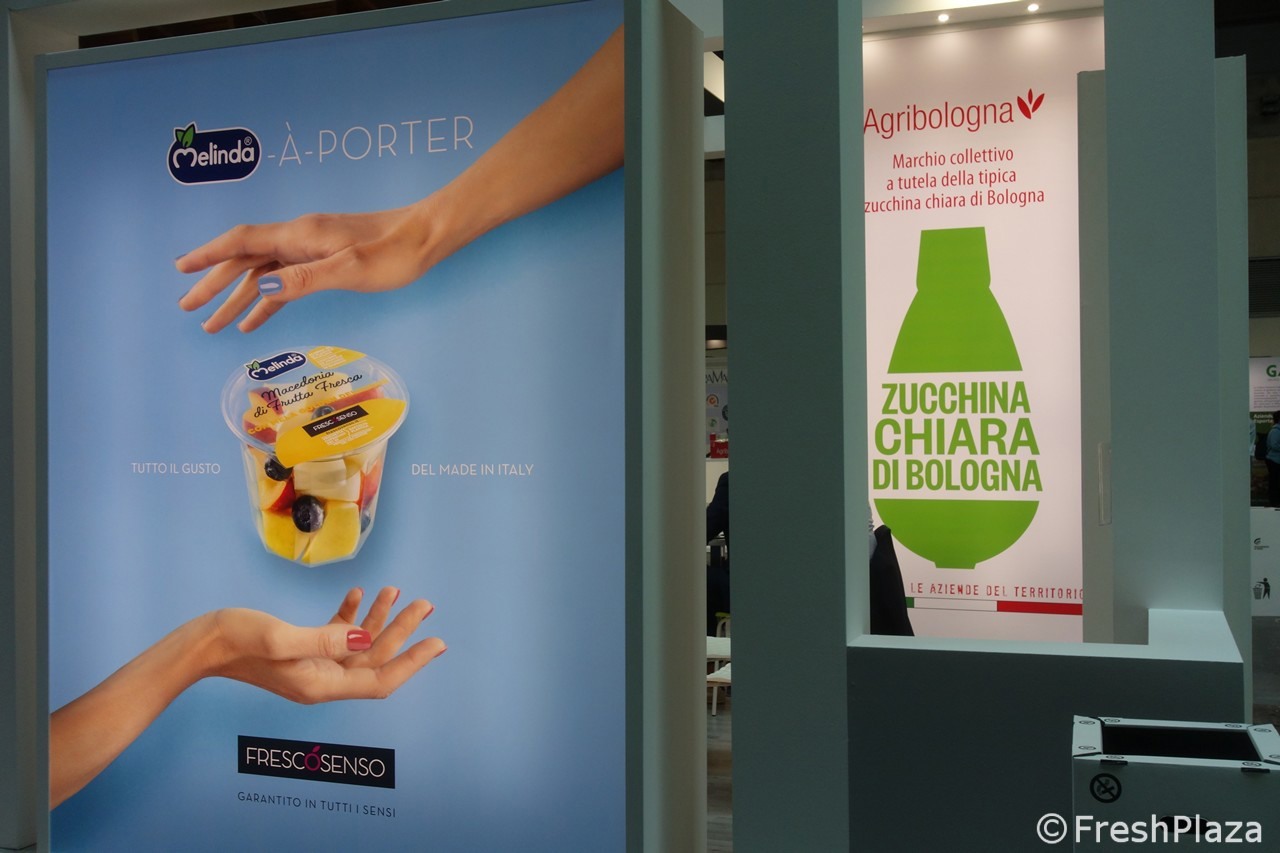 Melinda® -À-PORTER
Melinda
Macedonia
di Frutta Fresca
FRESCOSENSO
TUTTO IL GUSTO
DEL MADE IN ITALY
FRESCÓSENSO
GARANTITO IN TUTTI I SENSI
Agribologna
Marchio collettivo
a tutela della tipica
zucchina chiara di Bologna
ZUCCHINA
CHIARA
DI BOLOGNA
LE AZIENDE DEL TERRITORIO
GA
© FreshPlaza